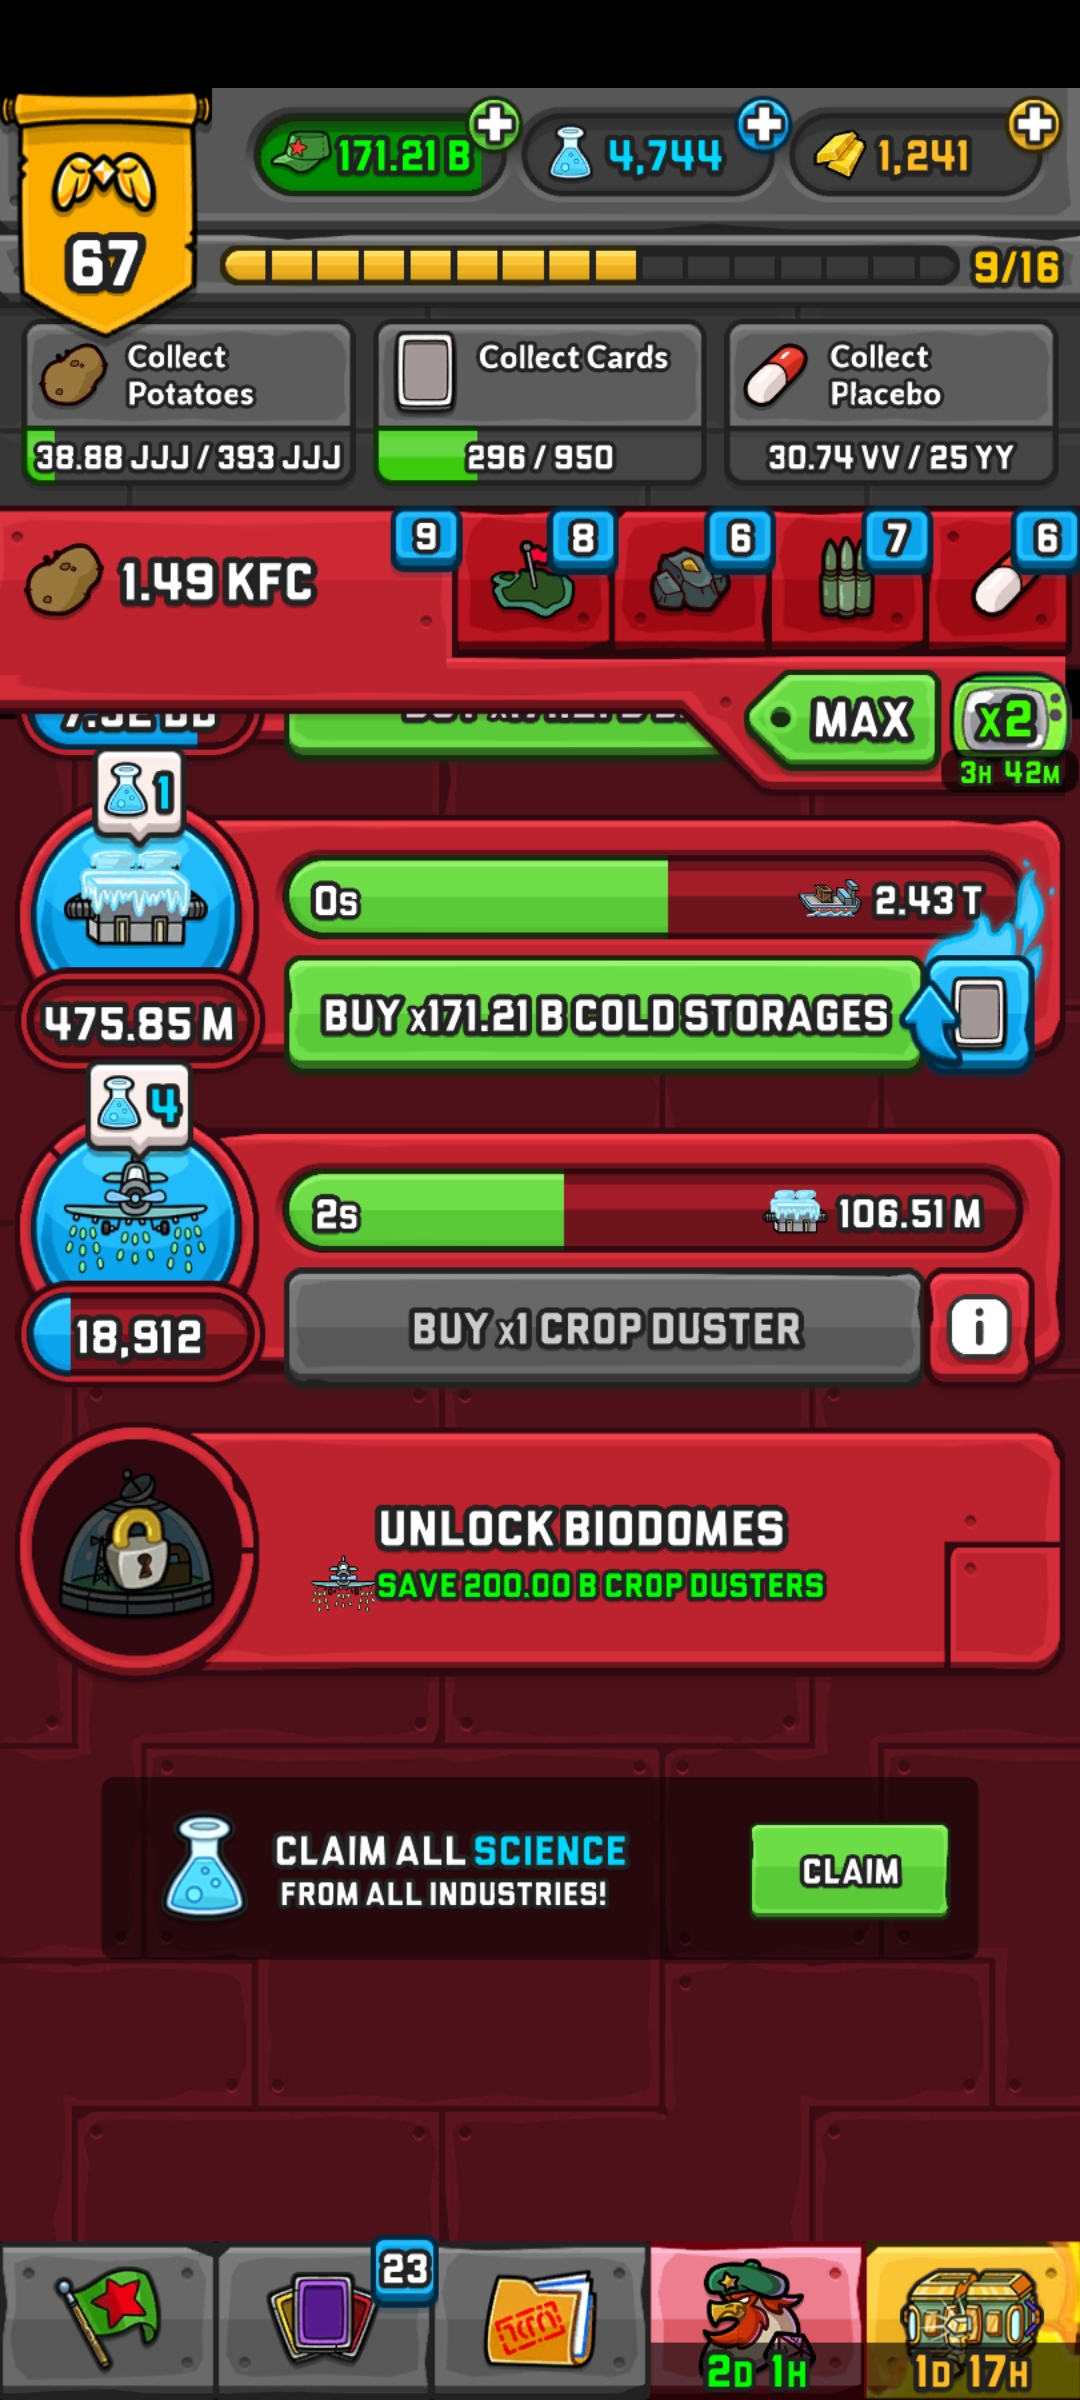 171.21 B
4,744
1,241
67
9/16
Collect
Potatoes
38.88 JJJ / 393 JJJ
Collect Cards
296 / 950
Collect
Placebo
30.74 VV / 25 YY
1.49 KFC
9
8
6
7
6
MAX
x2
3H 42M
1
0s
2.43 T
475.85 M
BUY x171.21 B COLD STORAGES
4
2s
106.51 M
18,912
BUY x1 CROP DUSTER
i
UNLOCK BIODOMES
SAVE 200.00 B CROP DUSTERS
CLAIM ALL SCIENCE
FROM ALL INDUSTRIES!
CLAIM
23
2D 1H
1D 17H